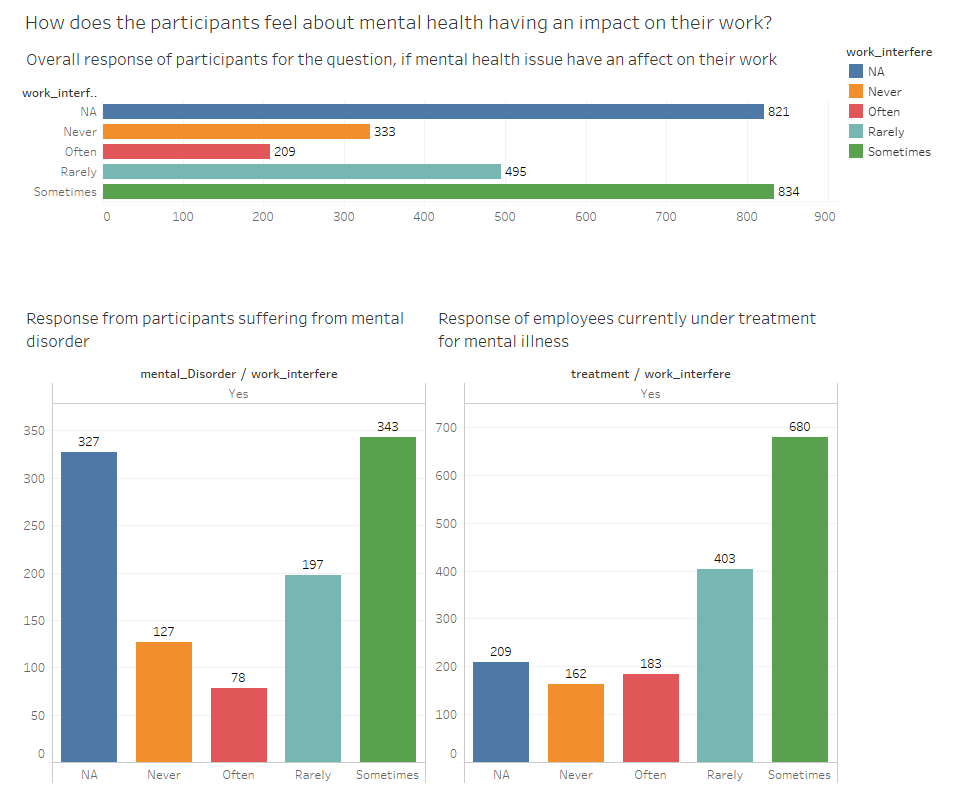 How does the participants feel about mental health having an impact on their work?
Overall response of participants for the question, if mental health issue have an affect on their work
work_interf..
NA 821
Never 333
Often 209
Rarely 495
Sometimes 834
0 100 200 300 400 500 600 700 800 900
work_interfere
NA
Never
Often
Rarely
Sometimes
Response from participants suffering from mental
disorder
mental_Disorder / work_interfere
Yes
350
300
250
200
150
100
50
0
327
127
78
197
343
NA Never Often Rarely Sometimes
Response of employees currently under treatment
for mental illness
treatment / work_interfere
Yes
700
600
500
400
300
200
100
0
209
162
183
403
680
NA Never Often Rarely Sometimes